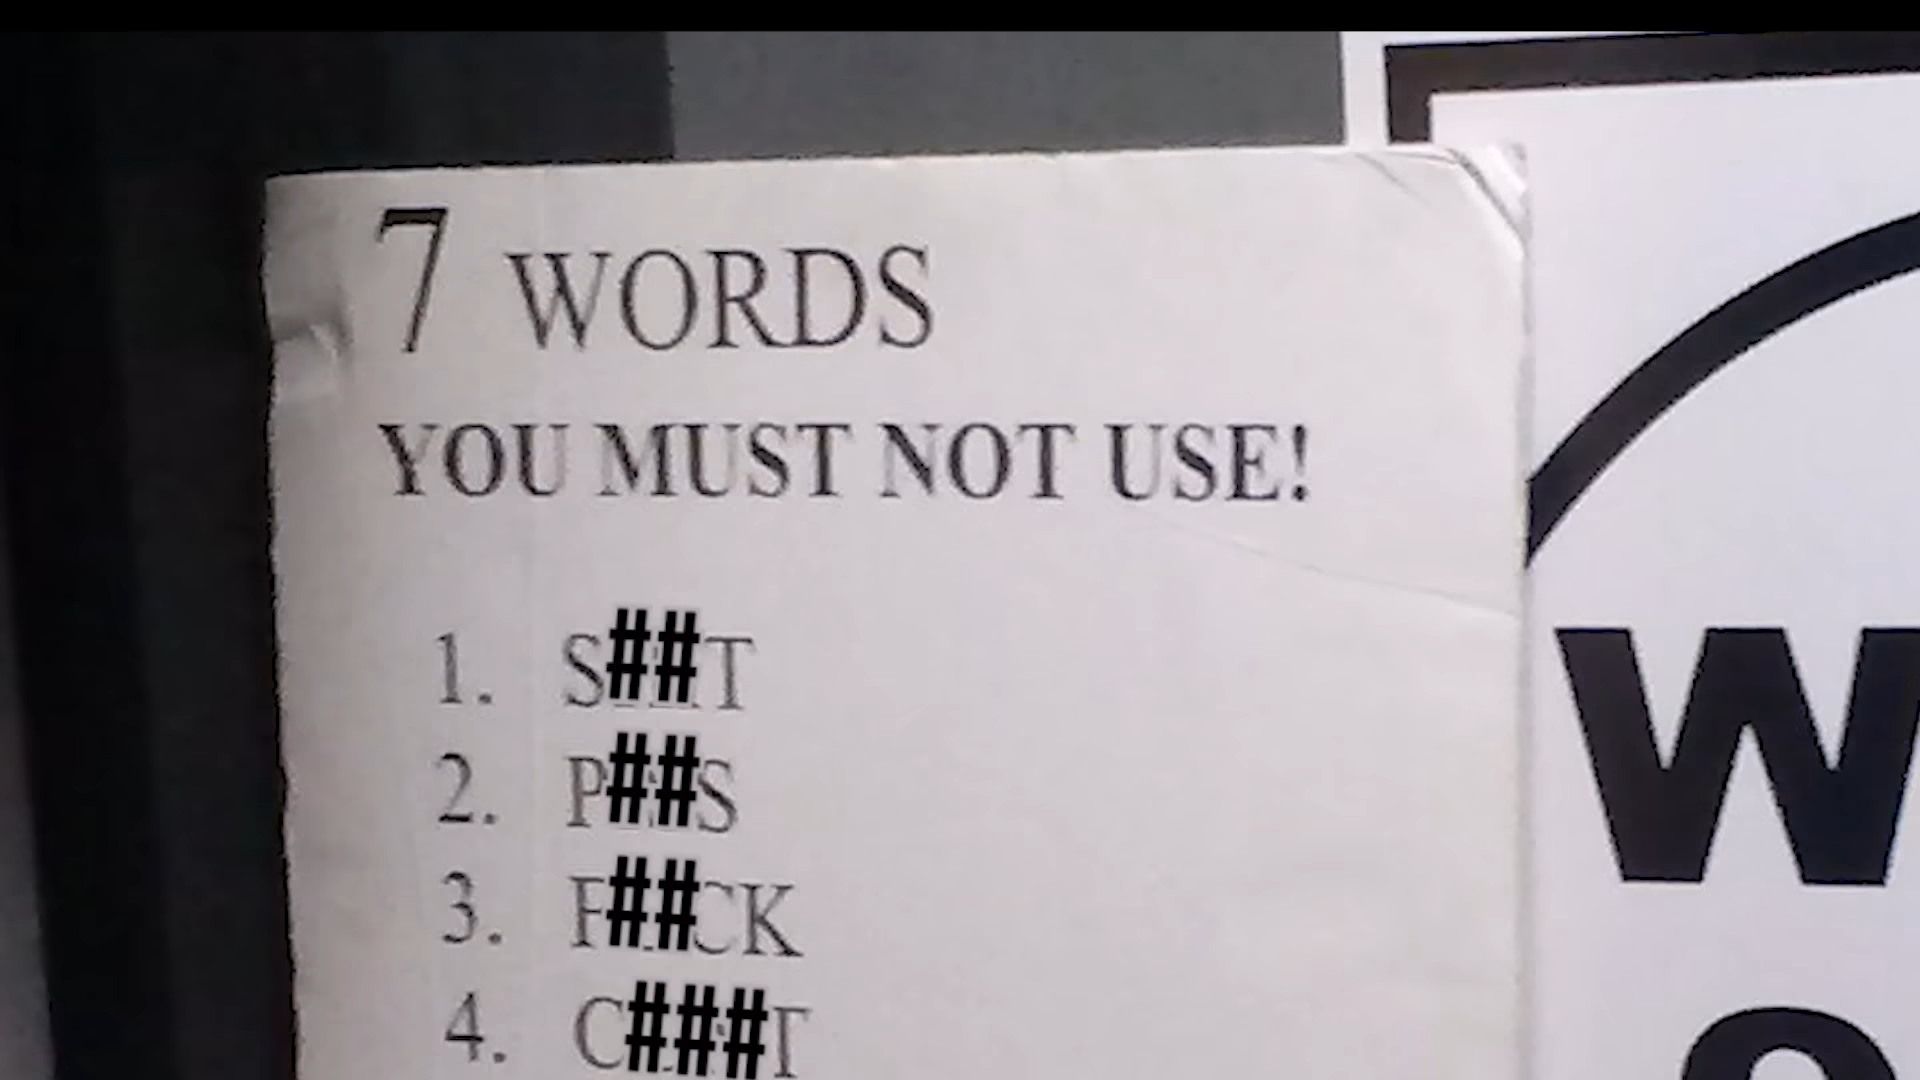 7 WORDS
YOU MUST NOT USE!
1. S##T
2. P##S
3. F##CK
4. C###T
W